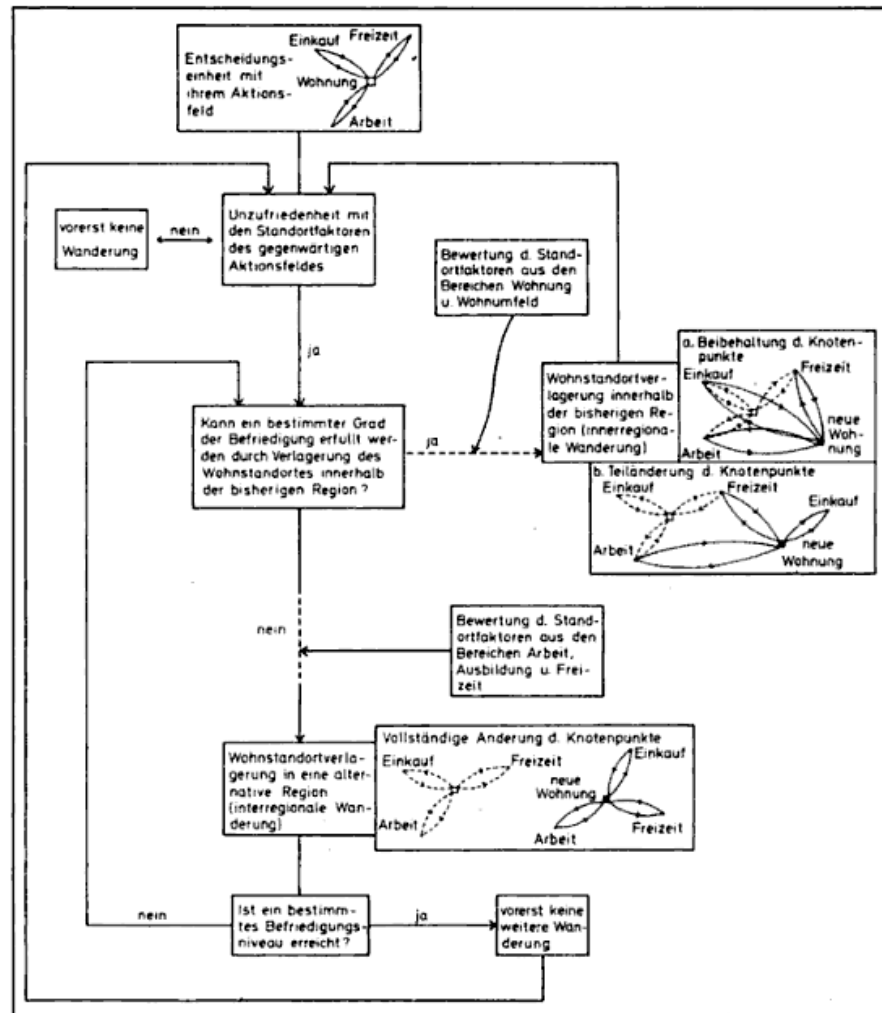 Entscheidungs-
einheit mit
ihrem Aktions-
feld
Einkauf
Freizeit
Wohnung
Arbeit
Unzufriedenheit mit
den Standortfaktoren
des gegenwärtigen
Aktionsfeldes
nein
vorerst keine
Wanderung
ja
Bewertung d. Stand-
ortfaktoren aus den
Bereichen Wohnung
u. Wohnumfeld
Kann ein bestimmter Grad
der Befriedigung erfullt wer-
den durch Verlagerung des
Wohnstandortes innerhalb
der bisherigen Region?
ja
Wohnstandortver-
lagerung innerhalb
der bisherigen Re-
gion (innerregiona-
le Wanderung)
a. Beibehaltung d. Knoten-
punkte
Einkauf
Freizeit
Arbeit
neue
Woh-
nung
b. Teiländerung d. Knotenpunkte
Einkauf
Freizeit
Einkauf
Arbeit
neue
Wohnung
nein
Bewertung d. Stand-
ortfaktoren aus den
Bereichen Arbeit,
Ausbildung u. Frei-
zeit
Wohnstandortverla-
gerung in eine alter-
native Region
(interregionale Wan-
derung)
Vollständige Änderung d. Knotenpunkte
Einkauf
Freizeit
Arbeit
neue
Wohnung
Einkauf
Arbeit
Freizeit
Ist ein bestimm-
tes Befriedigungs-
niveau erreicht?
nein
ja
vorerst keine
weitere Wan-
derung